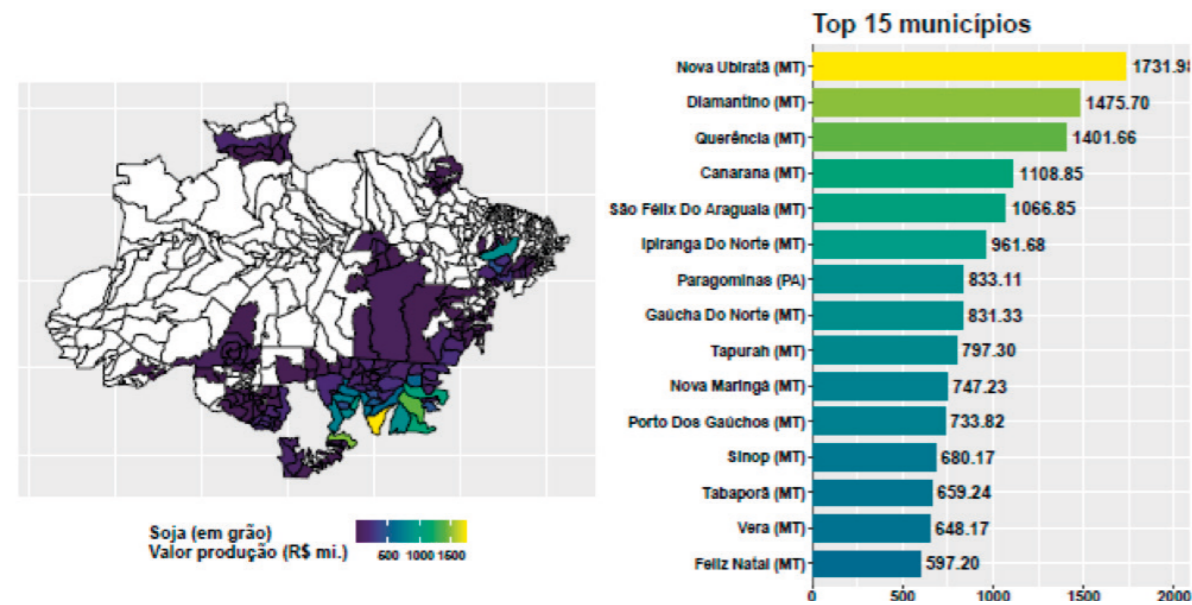 Top 15 municípios
Nova Ubiratã (MT)
1731.98
Diamantino (MT)
1475.70
Querência (MT)
1401.66
Canarana (MT)
1108.85
São Félix Do Araguaia (MT)
1066.85
Ipiranga Do Norte (MT)
961.68
Paragominas (PA)
833.11
Gaúcha Do Norte (MT)
831.33
Tapurah (MT)
797.30
Nova Maringá (MT)
747.23
Porto Dos Gaúchos (MT)
733.82
Sinop (MT)
680.17
Tabaporã (MT)
659.24
Vera (MT)
648.17
Feliz Natal (MT)
597.20
0 500 1000 1500 2000
Soja (em grão)
Valor produção (R$ mi.)
500 1000 1500